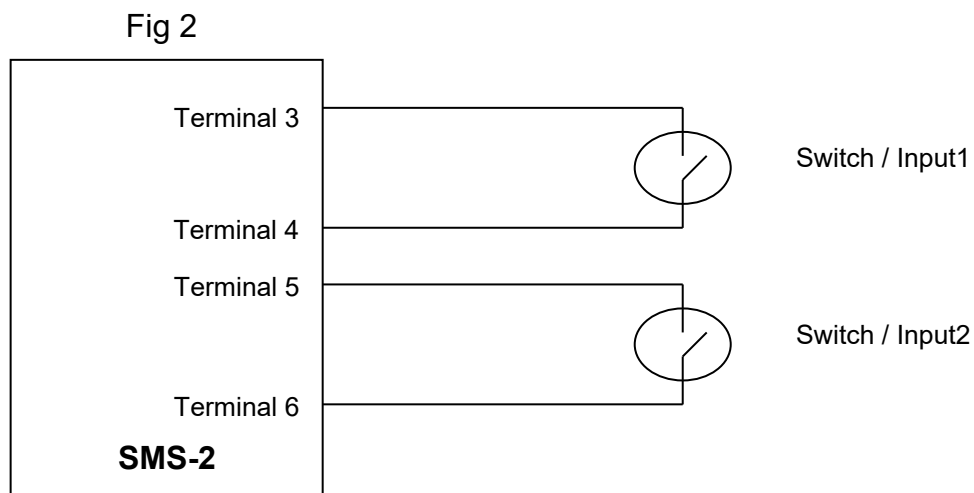 Fig 2
Terminal 3
Switch / Input1
Terminal 4
Terminal 5
Switch / Input2
Terminal 6
SMS-2